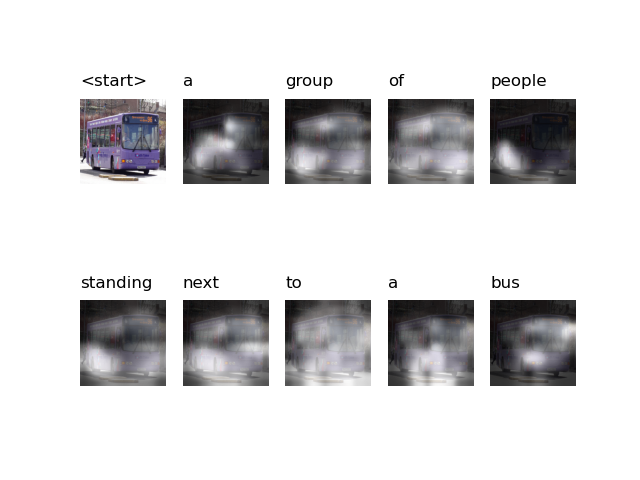 <start> a group of people
standing next to a bus